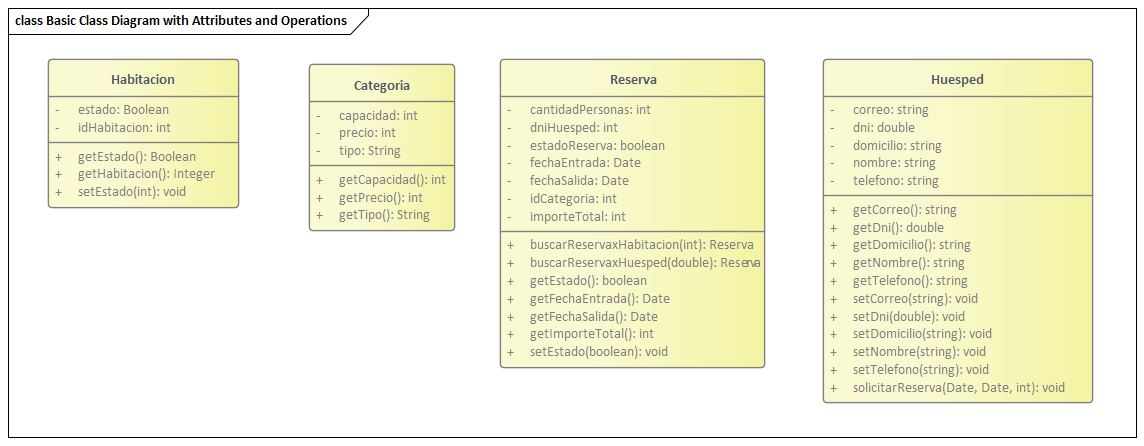 class Basic Class Diagram with Attributes and Operations
Habitacion
- estado: Boolean
- idHabitacion: int
+ getEstado(): Boolean
+ getHabitacion(): Integer
+ setEstado(int): void
Categoria
- capacidad: int
- precio: int
- tipo: String
+ getCapacidad(): int
+ getPrecio(): int
+ getTipo(): String
Reserva
- cantidadPersonas: int
- dniHuesped: int
- estadoReserva: boolean
- fechaEntrada: Date
- fechaSalida: Date
- idCategoria: int
- importeTotal: int
+ buscarReservaxHabitacion(int): Reserva
+ buscarReservaxHuesped(double): Reserva
+ getEstado(): boolean
+ getFechaEntrada(): Date
+ getFechaSalida(): Date
+ getImporteTotal(): int
+ setEstado(boolean): void
Huesped
- correo: string
- dni: double
- domicilio: string
- nombre: string
- telefono: string
+ getCorreo(): string
+ getDni(): double
+ getDomicilio(): string
+ getNombre(): string
+ getTelefono(): string
+ setCorreo(string): void
+ setDni(double): void
+ setDomicilio(string): void
+ setNombre(string): void
+ setTelefono(string): void
+ solicitarReserva(Date, Date, int): void